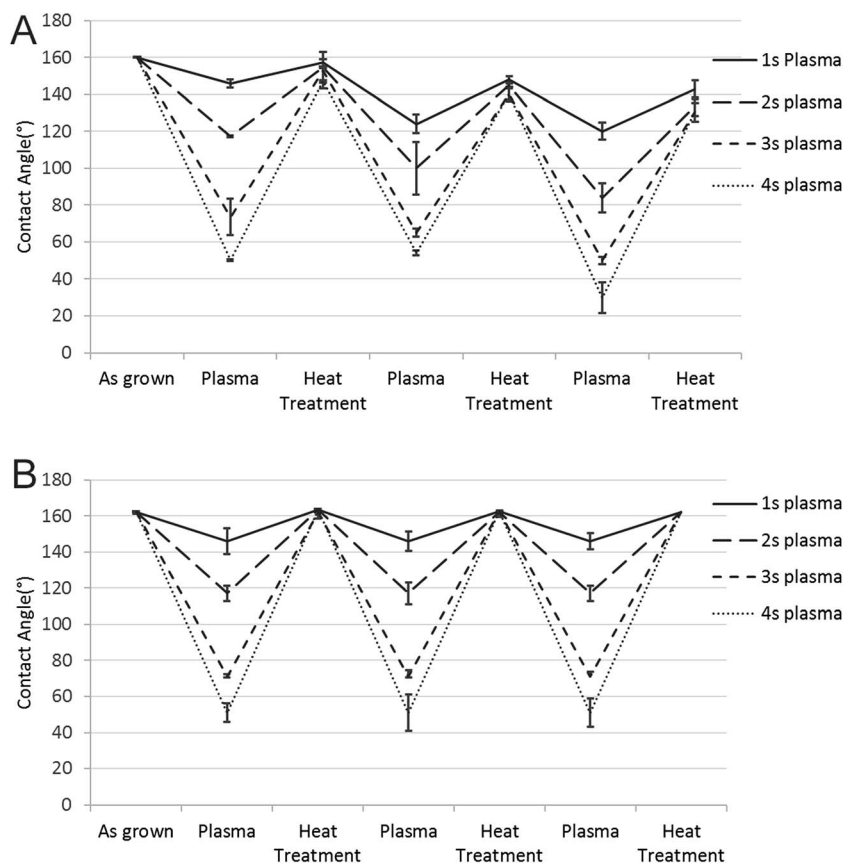 A
Contact Angle(°)
180
160
140
120
100
80
60
40
20
0
As grown
Plasma
Heat
Treatment
Plasma
Heat
Treatment
Plasma
Heat
Treatment
1s Plasma
2s plasma
3s plasma
4s plasma
B
Contact Angle(°)
180
160
140
120
100
80
60
40
20
0
As grown
Plasma
Heat
Treatment
Plasma
Heat
Treatment
Plasma
Heat
Treatment
1s plasma
2s plasma
3s plasma
4s plasma